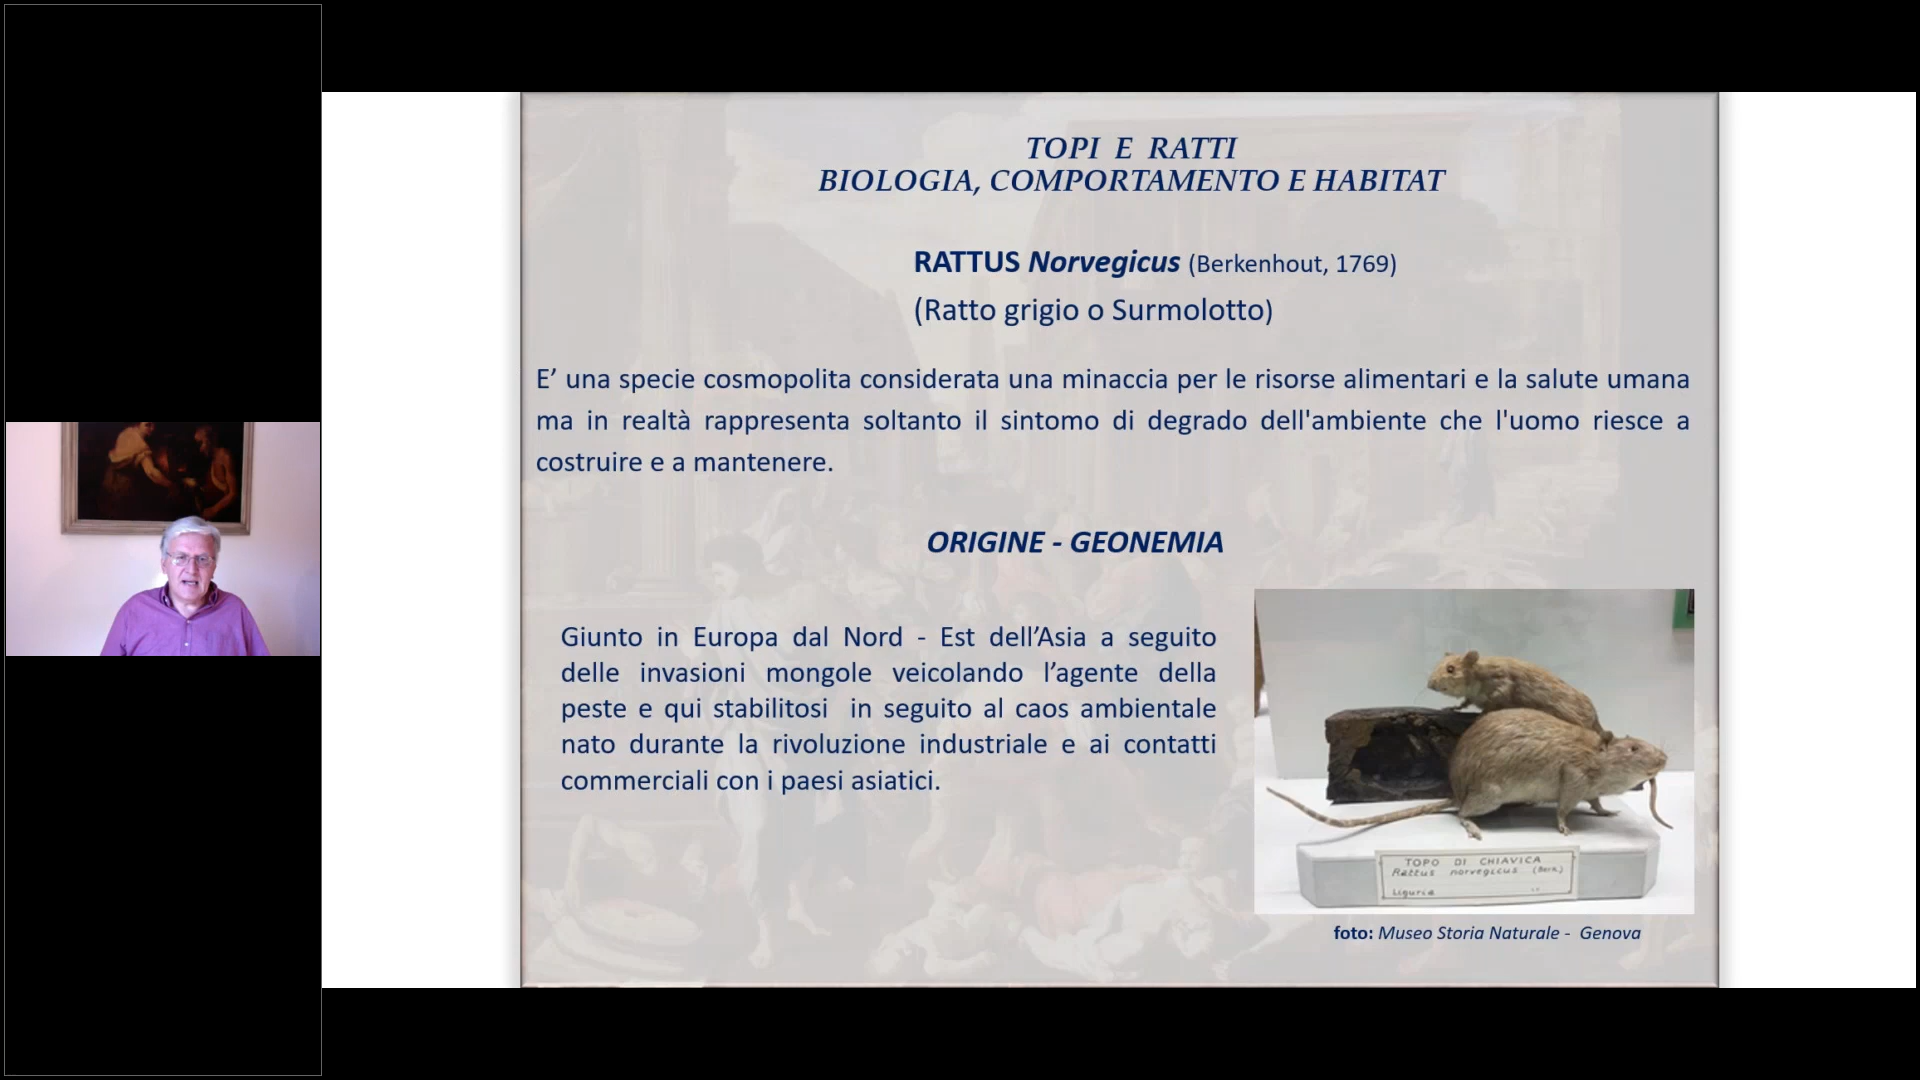 TOPI E RATTI
BIOLOGIA, COMPORTAMENTO E HABITAT
RATTUS Norvegicus (Berkenhout, 1769)
(Ratto grigio o Surmolotto)
E’ una specie cosmopolita considerata una minaccia per le risorse alimentari e la salute umana
ma in realtà rappresenta soltanto il sintomo di degrado dell'ambiente che l'uomo riesce a
costruire e a mantenere.
ORIGINE - GEONEMIA
Giunto in Europa dal Nord - Est dell’Asia a seguito
delle invasioni mongole veicolando l’agente della
peste e qui stabilitosi in seguito al caos ambientale
nato durante la rivoluzione industriale e ai contatti
commerciali con i paesi asiatici.
TOPO DI CHIAVICA
Rattus norvegicus (Berk.)
Liguria
foto: Museo Storia Naturale - Genova